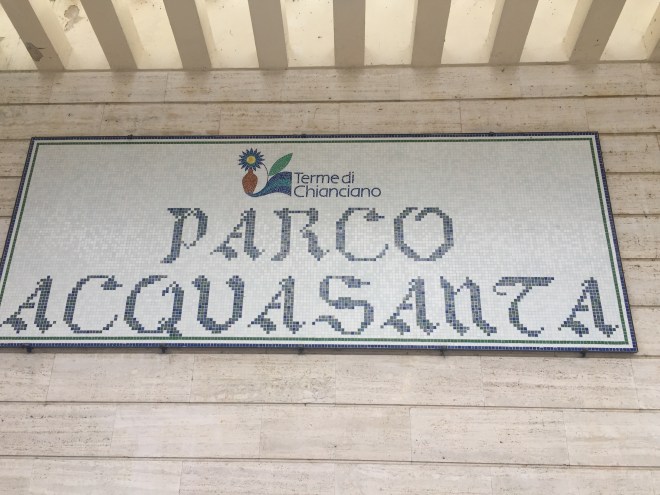 Terme di
Chianciano
PARCO
ACQUASANTA